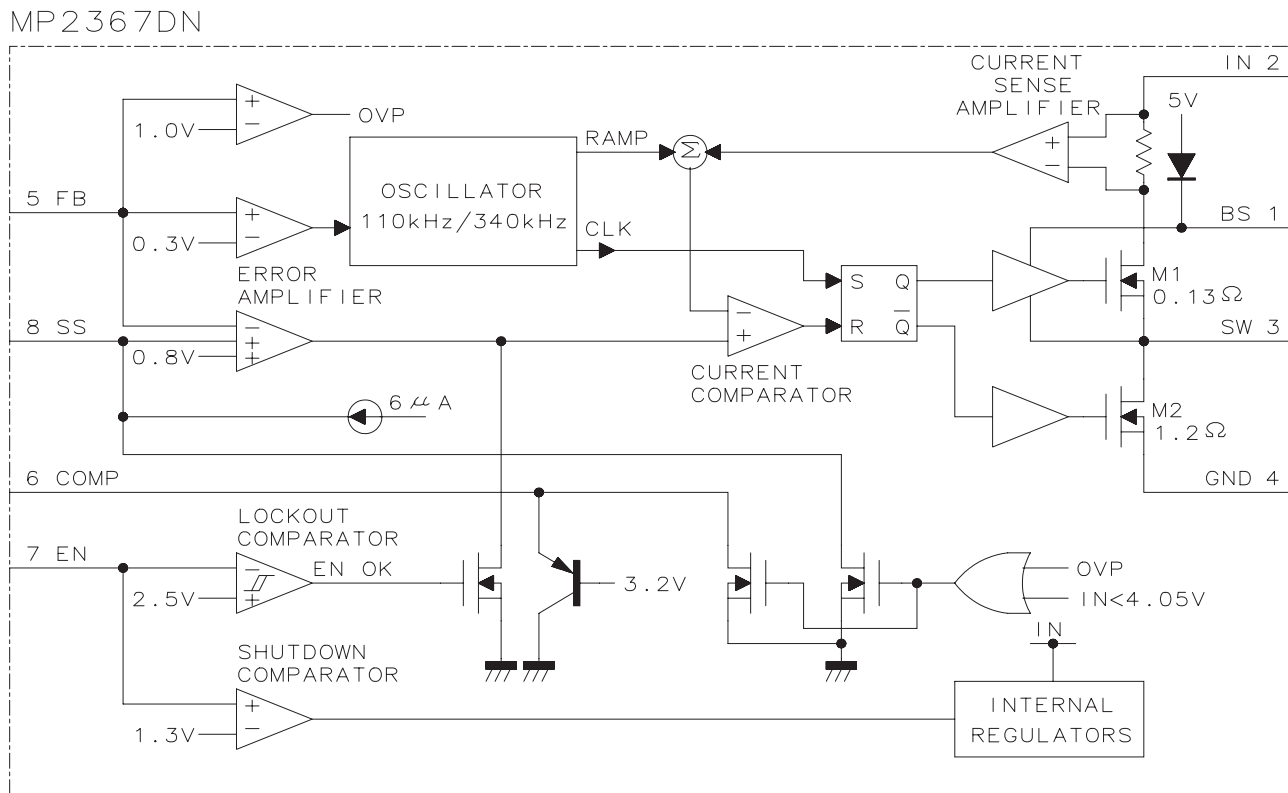 MP2367DN
CURRENT
SENSE
AMPLIFIER
IN 2
+
−
1.0V
OVP
RAMP
Σ
+
−
5V
5 FB
OSCILLATOR
110kHz/340kHz
+
−
0.3V
CLK
BS 1
ERROR
AMPLIFIER
S Q
R Q̅
M1
0.13Ω
8 SS
−
+
+
0.8V
−
+
CURRENT
COMPARATOR
SW 3
6μA
M2
1.2Ω
6 COMP
GND 4
LOCKOUT
COMPARATOR
7 EN
−
+
2.5V
EN OK
3.2V
OVP
IN<4.05V
IN
SHUTDOWN
COMPARATOR
+
−
1.3V
INTERNAL
REGULATORS